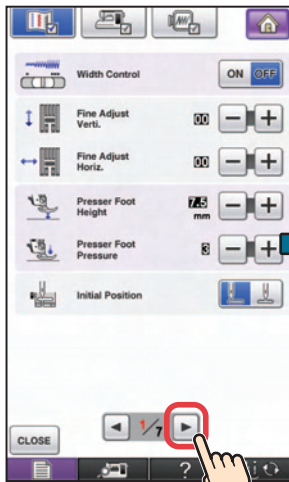 Width Control ON OFF
Fine Adjust
Verti. 00 - +
Fine Adjust
Horiz. 00 - +
Presser Foot
Height 7.5
mm - +
Presser Foot
Pressure 3 - +
Initial Position
1/7
CLOSE
?